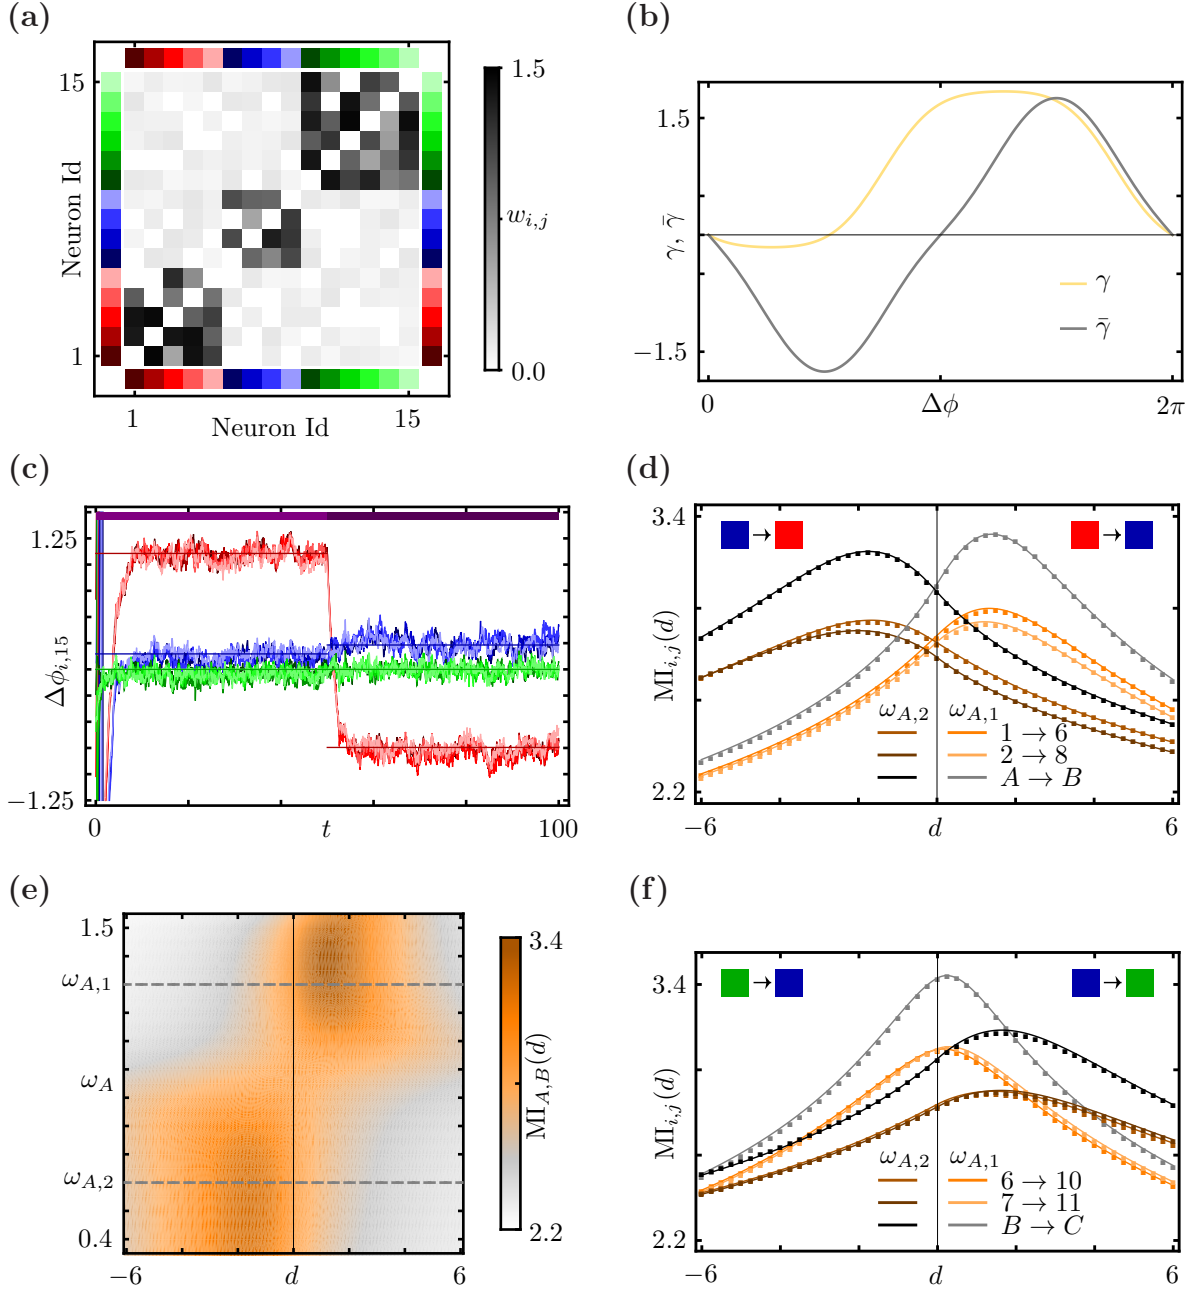 (a)
15
Neuron Id
1
1
15
Neuron Id
1.5
w_{i,j}
0.0
(b)
1.5
γ, γ̄
−1.5
γ
γ̄
0
Δϕ
2π
(c)
1.25
Δϕ_{i,15}
−1.25
0
t
100
(d)
3.4
→
→
MI_{i,j}(d)
ω_{A,2} ω_{A,1}
1 → 6
2 → 8
A → B
2.2
−6
d
6
(e)
1.5
ω_{A,1}
ω_A
ω_{A,2}
0.4
−6
d
6
3.4
MI_{A,B}(d)
2.2
(f)
3.4
→
→
MI_{i,j}(d)
ω_{A,2} ω_{A,1}
6 → 10
7 → 11
B → C
2.2
−6
d
6